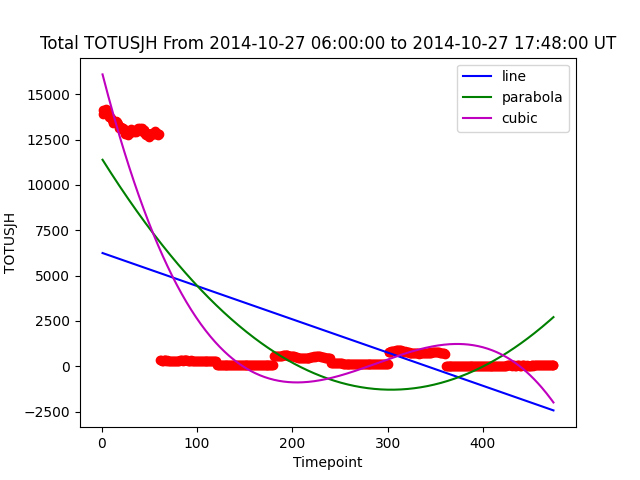 Total TOTUSJH From 2014-10-27 06:00:00 to 2014-10-27 17:48:00 UT
line
parabola
cubic
TOTUSJH
15000
12500
10000
7500
5000
2500
0
−2500
0
100
200
300
400
Timepoint